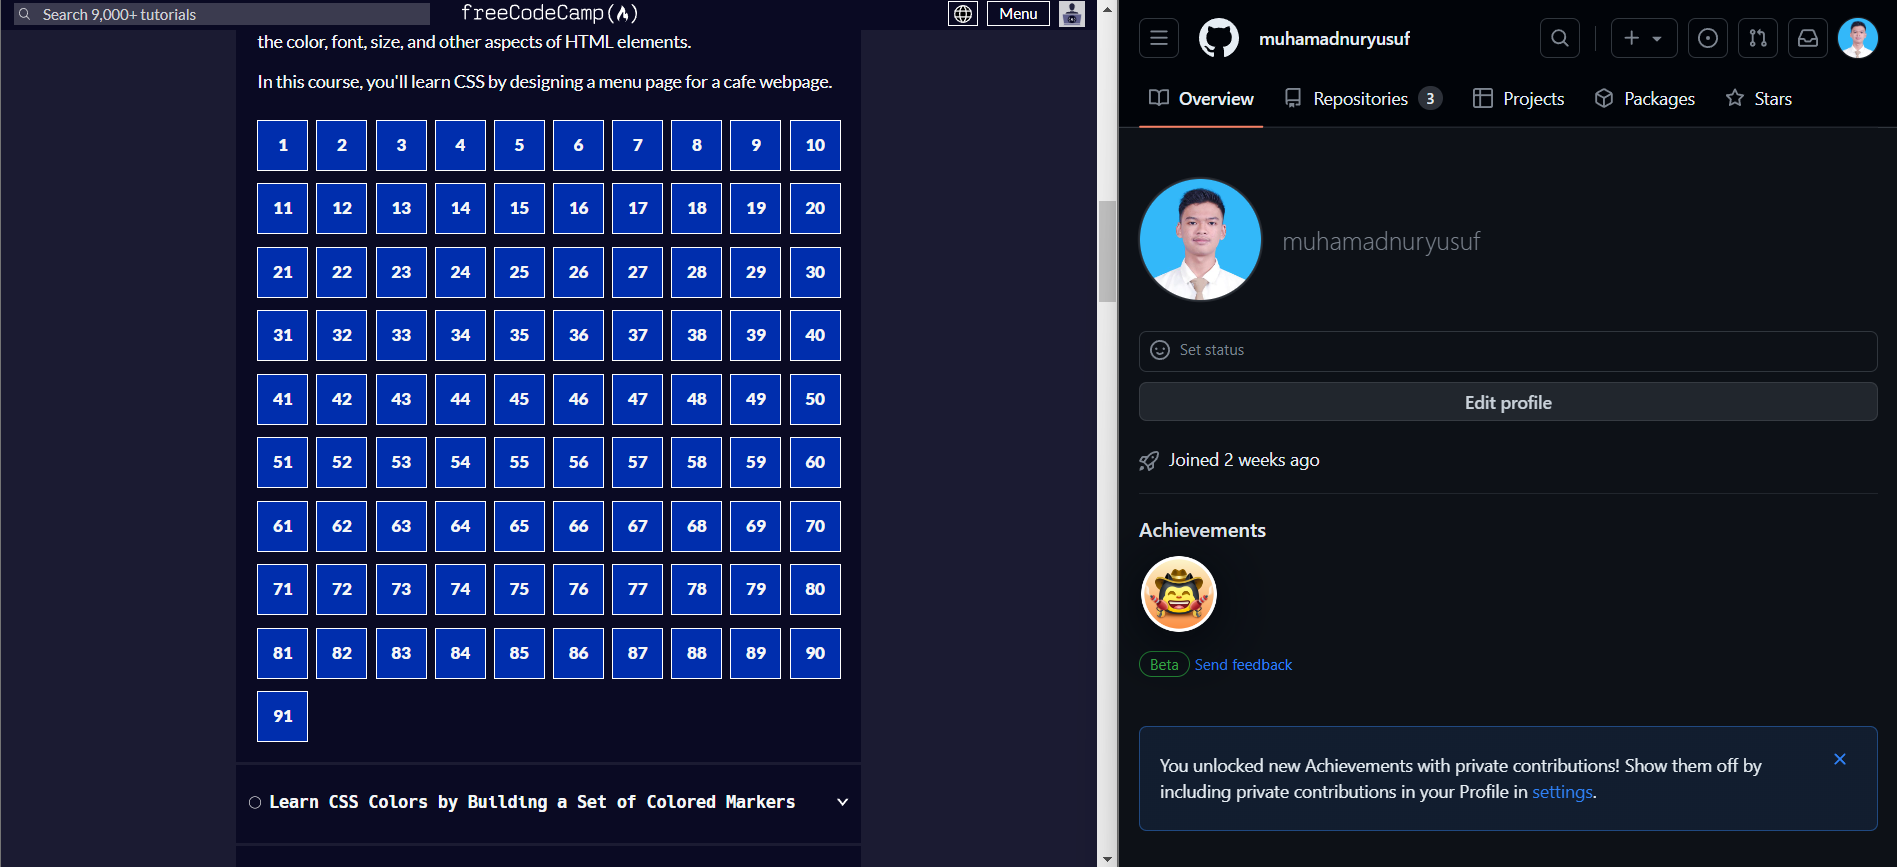 Search 9,000+ tutorials
freeCodeCamp
Menu
the color, font, size, and other aspects of HTML elements.
In this course, you'll learn CSS by designing a menu page for a cafe webpage.
1 2 3 4 5 6 7 8 9 10
11 12 13 14 15 16 17 18 19 20
21 22 23 24 25 26 27 28 29 30
31 32 33 34 35 36 37 38 39 40
41 42 43 44 45 46 47 48 49 50
51 52 53 54 55 56 57 58 59 60
61 62 63 64 65 66 67 68 69 70
71 72 73 74 75 76 77 78 79 80
81 82 83 84 85 86 87 88 89 90
91
Learn CSS Colors by Building a Set of Colored Markers
muhamadnuryusuf
Overview Repositories 3 Projects Packages Stars
muhamadnuryusuf
Set status
Edit profile
Joined 2 weeks ago
Achievements
Beta Send feedback
You unlocked new Achievements with private contributions! Show them off by
including private contributions in your Profile in settings.